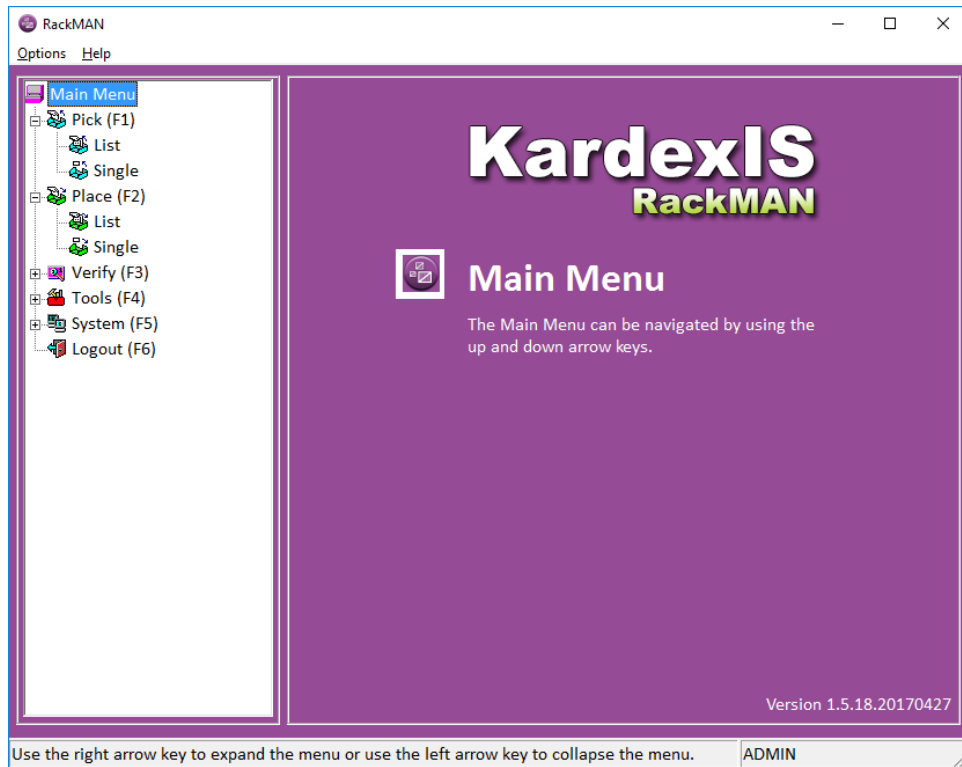 RackMAN
Options Help
Main Menu
Pick (F1)
List
Single
Place (F2)
List
Single
Verify (F3)
Tools (F4)
System (F5)
Logout (F6)
KardexIS
RackMAN
Main Menu
The Main Menu can be navigated by using the
up and down arrow keys.
Version 1.5.18.20170427
Use the right arrow key to expand the menu or use the left arrow key to collapse the menu.
ADMIN